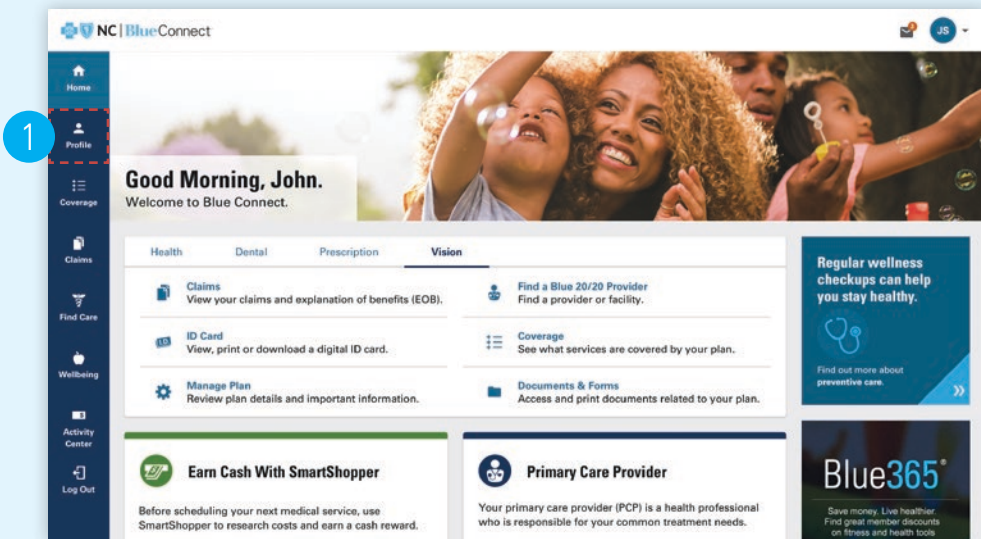 NC | BlueConnect
3
JS
1
Home
Profile
Coverage
Claims
Find Care
Wellbeing
Activity
Center
Log Out
Good Morning, John.
Welcome to Blue Connect.
Health Dental Prescription Vision
Claims
View your claims and explanation of benefits (EOB).
Find a Blue 20/20 Provider
Find a provider or facility.
ID Card
View, print or download a digital ID card.
Coverage
See what services are covered by your plan.
Manage Plan
Review plan details and important information.
Documents & Forms
Access and print documents related to your plan.
Regular wellness
checkups can help
you stay healthy.
Find out more about
preventive care.
Earn Cash With SmartShopper
Before scheduling your next medical service, use
SmartShopper to research costs and earn a cash reward.
Primary Care Provider
Your primary care provider (PCP) is a health professional
who is responsible for your common treatment needs.
Blue365®
Save money. Live healthier.
Find great member discounts
on fitness and health tools